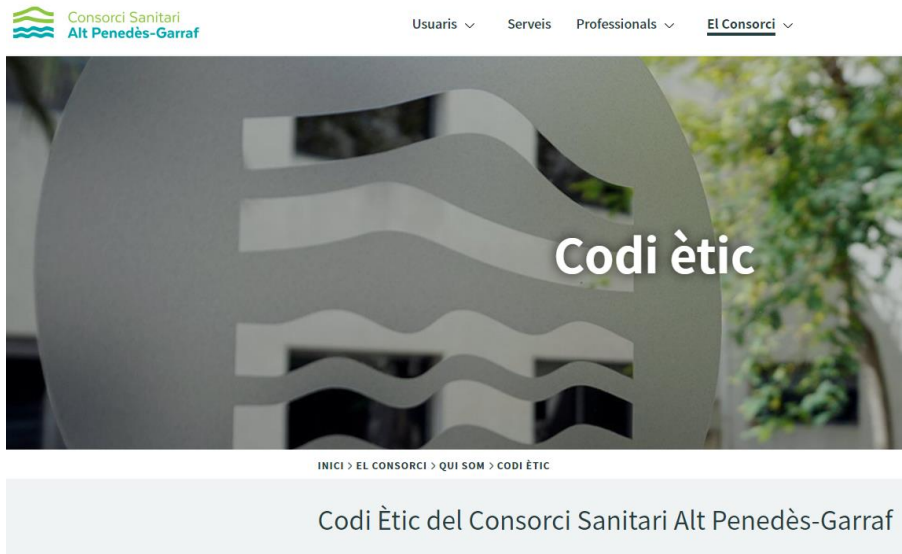 Consorci Sanitari
Alt Penedès-Garraf
Usuaris
Serveis
Professionals
El Consorci
Codi ètic
INICI > EL CONSORCI > QUI SOM > CODI ÈTIC
Codi Ètic del Consorci Sanitari Alt Penedès-Garraf